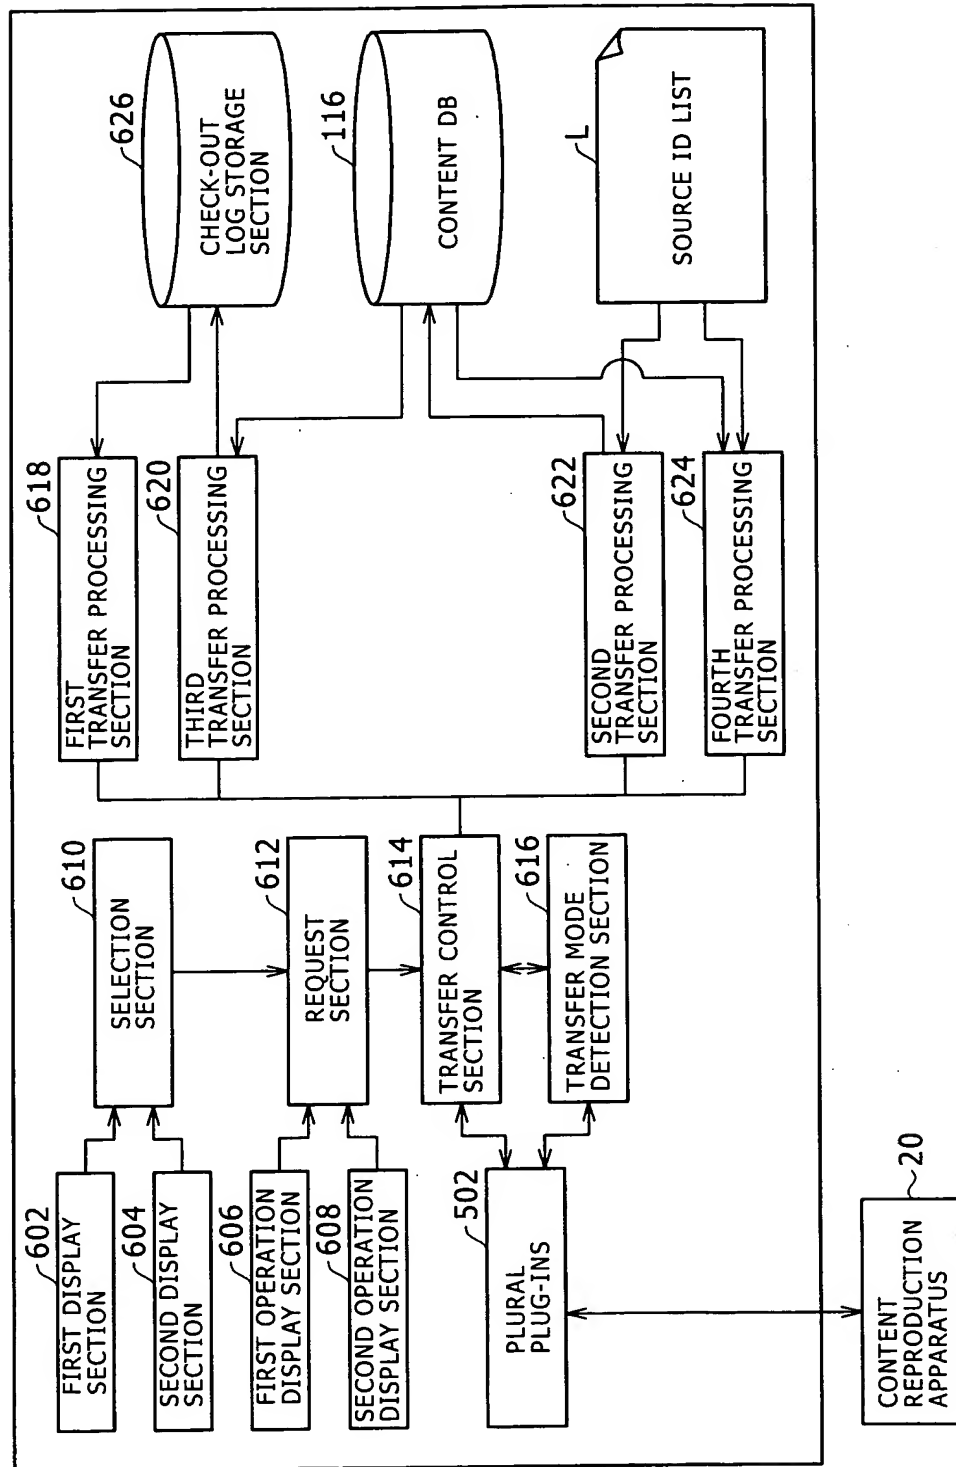 602
FIRST DISPLAY
SECTION
604
SECOND DISPLAY
SECTION
606
FIRST OPERATION
DISPLAY SECTION
608
SECOND OPERATION
DISPLAY SECTION
502
PLURAL
PLUG-INS
20
CONTENT
REPRODUCTION
APPARATUS
610
SELECTION
SECTION
612
REQUEST
SECTION
614
TRANSFER CONTROL
SECTION
616
TRANSFER MODE
DETECTION SECTION
618
FIRST
TRANSFER PROCESSING
SECTION
620
THIRD
TRANSFER PROCESSING
SECTION
622
SECOND
TRANSFER PROCESSING
SECTION
624
FOURTH
TRANSFER PROCESSING
SECTION
626
CHECK-OUT
LOG STORAGE
SECTION
116
CONTENT DB
L
SOURCE ID LIST